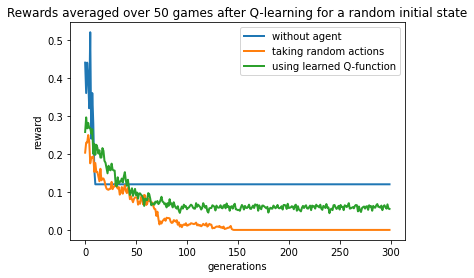 Rewards averaged over 50 games after Q-learning for a random initial state
without agent
taking random actions
using learned Q-function
reward
0.5
0.4
0.3
0.2
0.1
0.0
0 50 100 150 200 250 300
generations